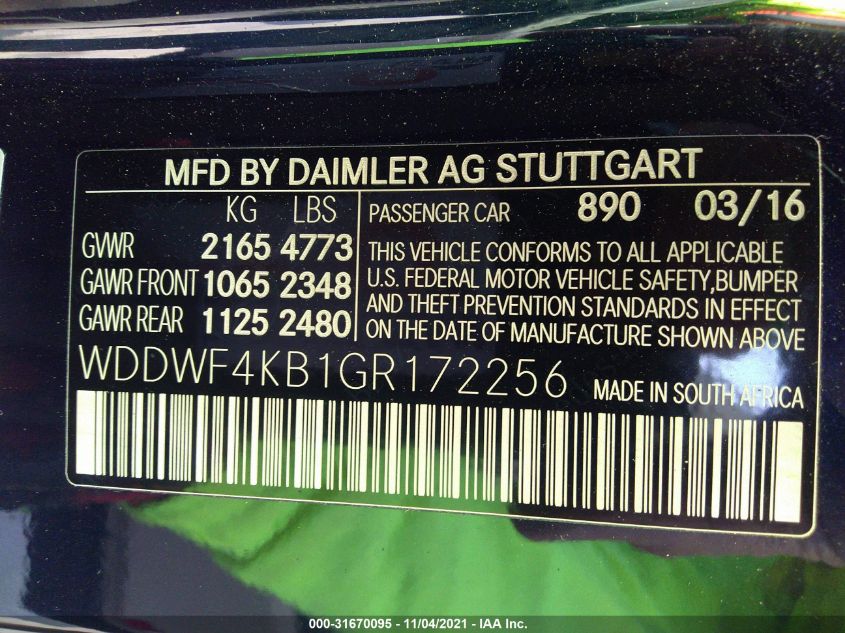 MFD BY DAIMLER AG STUTTGART
KG LBS
GVWR 2165 4773
GAWR FRONT 1065 2348
GAWR REAR 1125 2480
PASSENGER CAR 890 03/16
THIS VEHICLE CONFORMS TO ALL APPLICABLE
U.S. FEDERAL MOTOR VEHICLE SAFETY,BUMPER
AND THEFT PREVENTION STANDARDS IN EFFECT
ON THE DATE OF MANUFACTURE SHOWN ABOVE
WDDWF4KB1GR172256 MADE IN SOUTH AFRICA
000-31670095 - 11/04/2021 - IAA Inc.